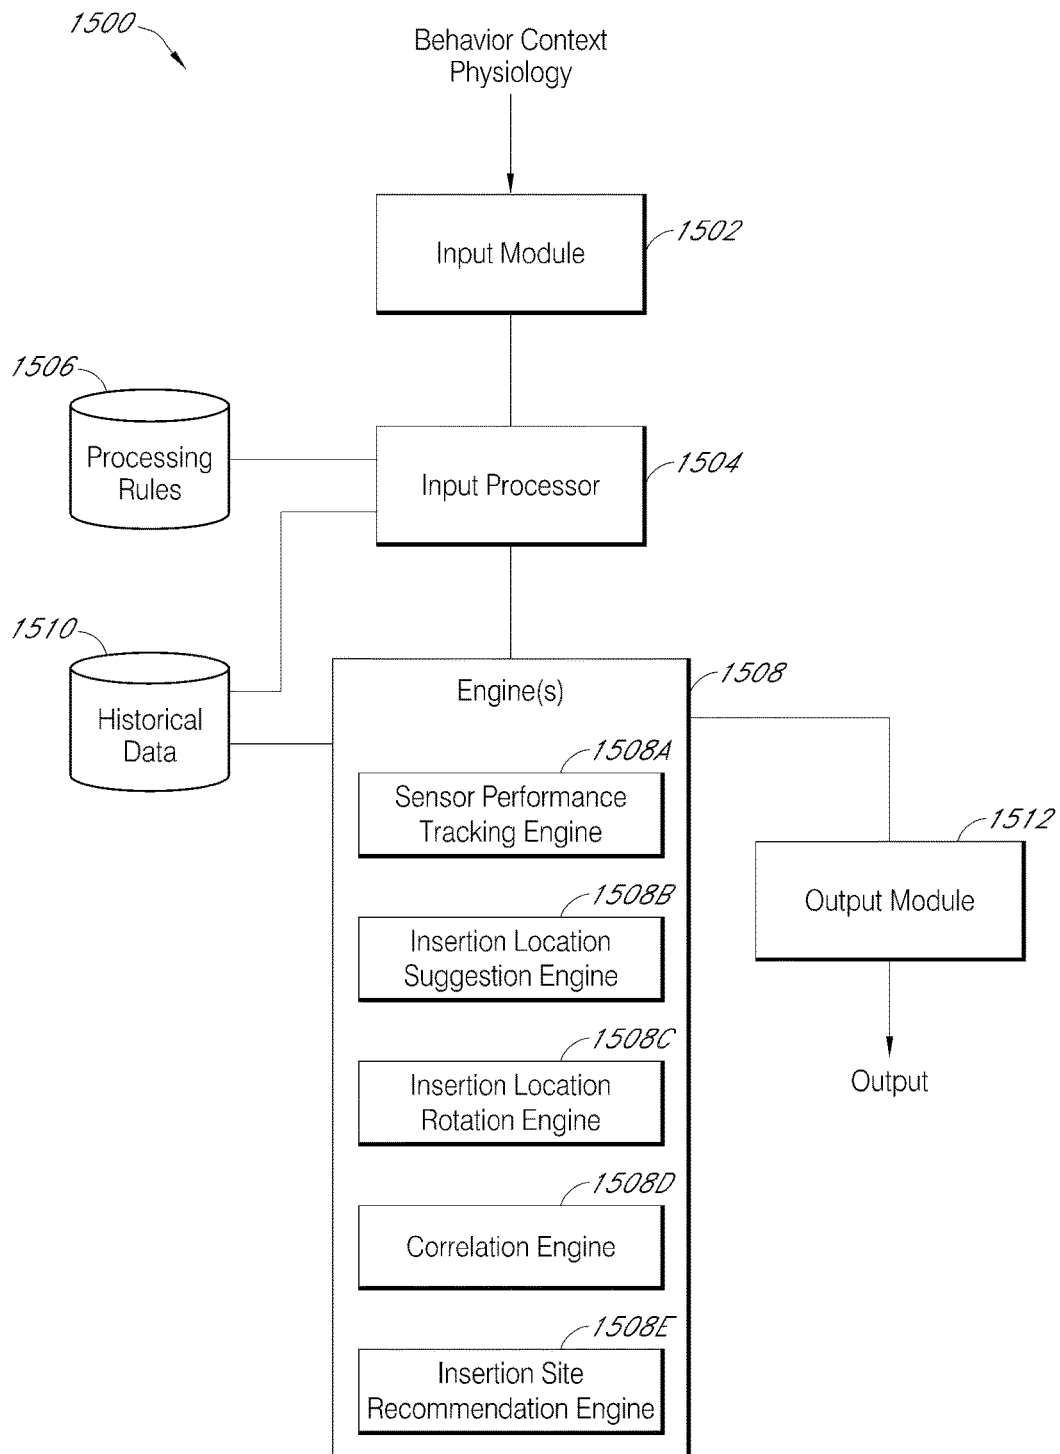 1500
Behavior Context
Physiology
Input Module
1502
1506
Processing
Rules
Input Processor
1504
1510
Historical
Data
Engine(s)
1508
1508A
Sensor Performance
Tracking Engine
1512
Output Module
1508B
Insertion Location
Suggestion Engine
1508C
Insertion Location
Rotation Engine
Output
1508D
Correlation Engine
1508E
Insertion Site
Recommendation Engine